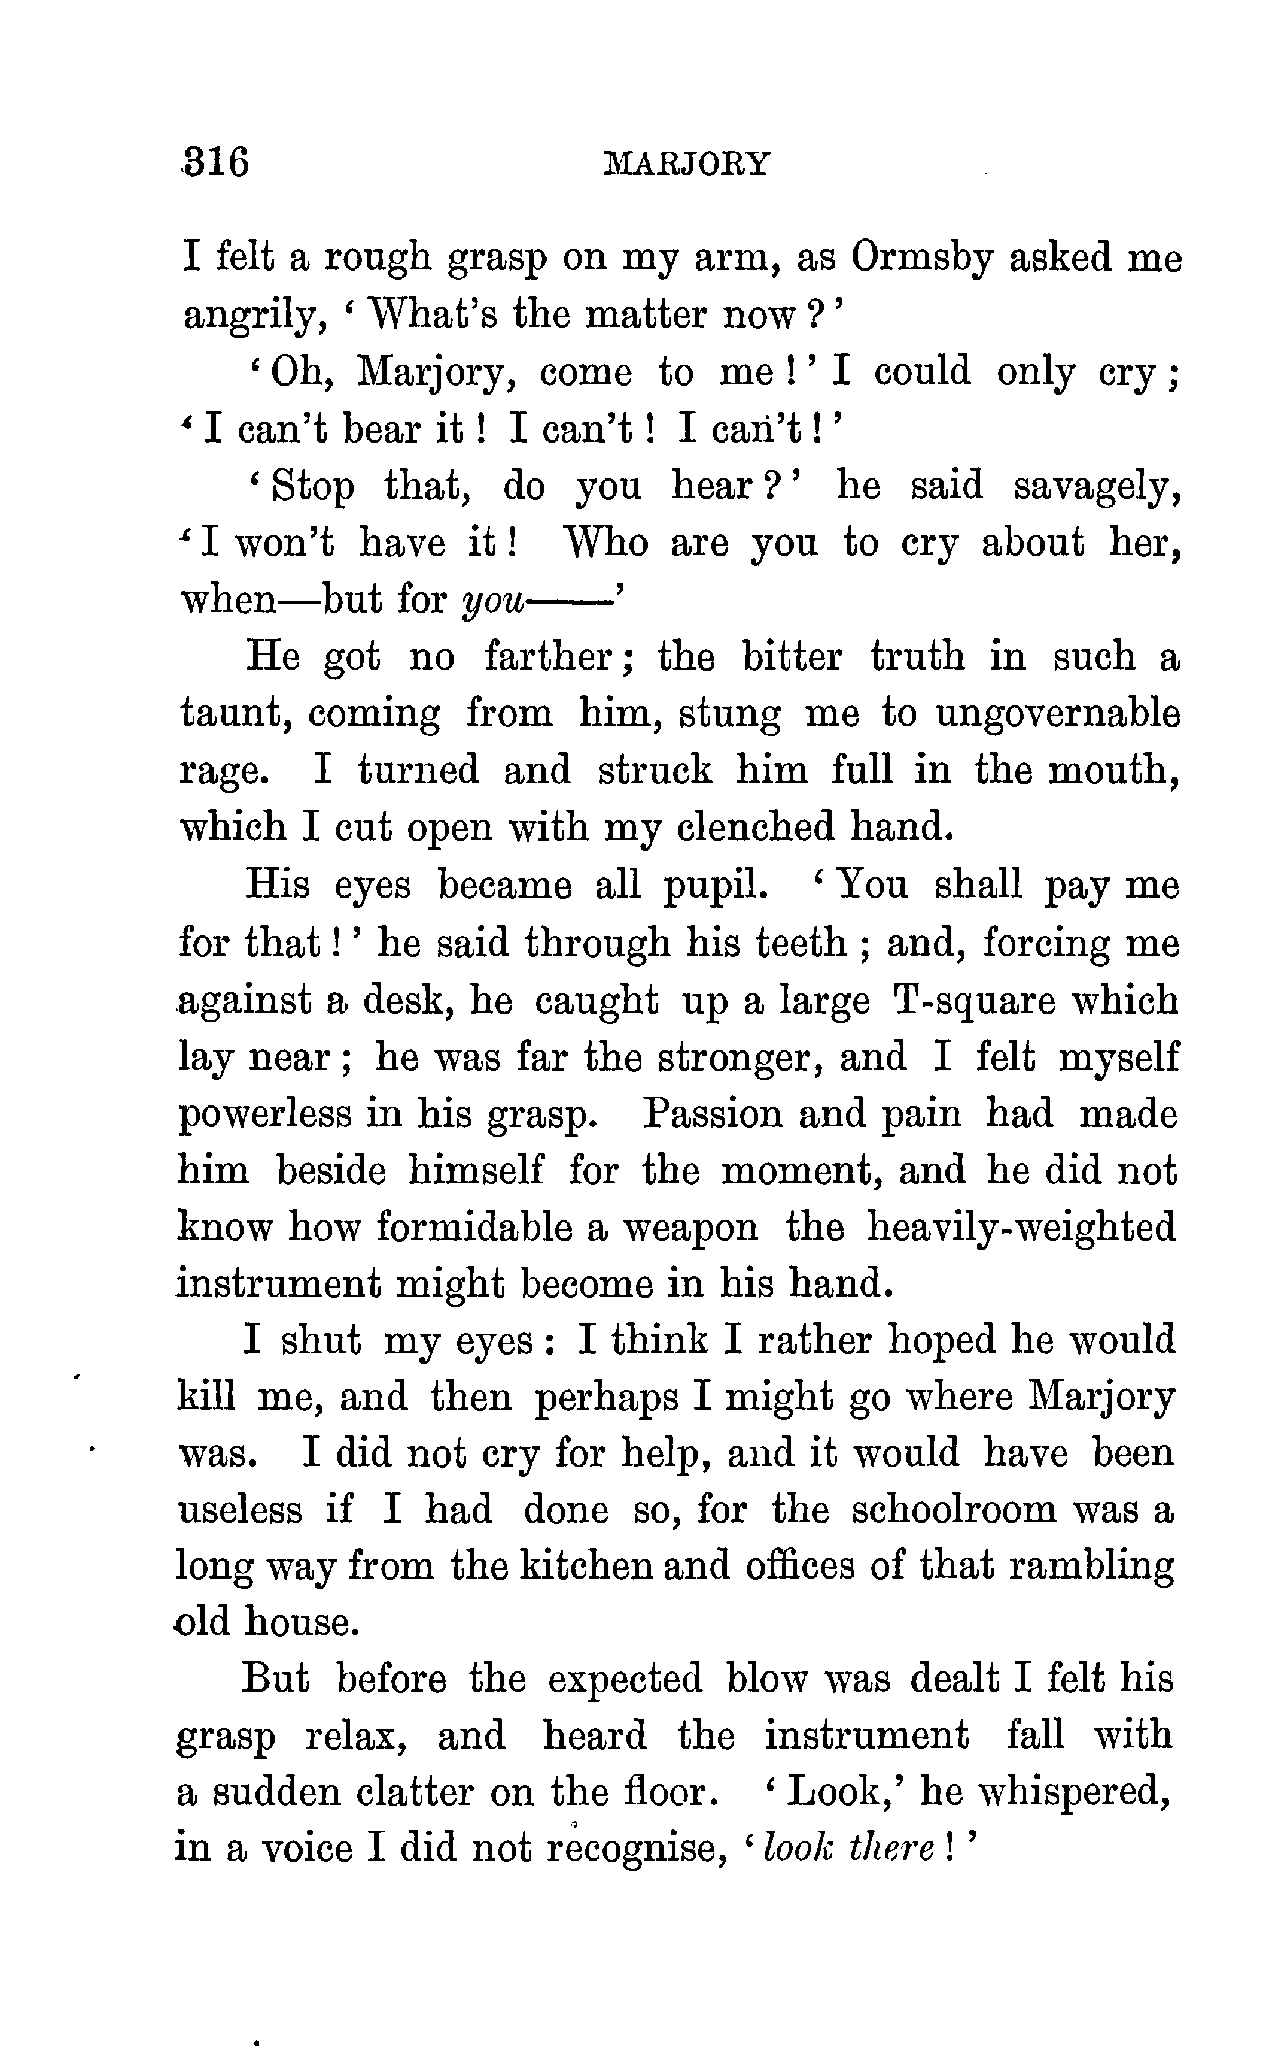 316 MARJORY
I felt a rough grasp on my arm, as Ormsby asked me
angrily, ‘ What’s the matter now ? ’
‘ Oh, Marjory, come to me ! ’ I could only cry ;
‘ I can’t bear it ! I can’t ! I can’t ! ’
‘ Stop that, do you hear ? ’ he said savagely,
‘ I won’t have it ! Who are you to cry about her,
when—but for you——’
He got no farther ; the bitter truth in such a
taunt, coming from him, stung me to ungovernable
rage. I turned and struck him full in the mouth,
which I cut open with my clenched hand.
His eyes became all pupil. ‘ You shall pay me
for that ! ’ he said through his teeth ; and, forcing me
against a desk, he caught up a large T-square which
lay near ; he was far the stronger, and I felt myself
powerless in his grasp. Passion and pain had made
him beside himself for the moment, and he did not
know how formidable a weapon the heavily-weighted
instrument might become in his hand.
I shut my eyes : I think I rather hoped he would
kill me, and then perhaps I might go where Marjory
was. I did not cry for help, and it would have been
useless if I had done so, for the schoolroom was a
long way from the kitchen and offices of that rambling
old house.
But before the expected blow was dealt I felt his
grasp relax, and heard the instrument fall with
a sudden clatter on the floor. ‘ Look,’ he whispered,
in a voice I did not recognise, ‘ look there ! ’